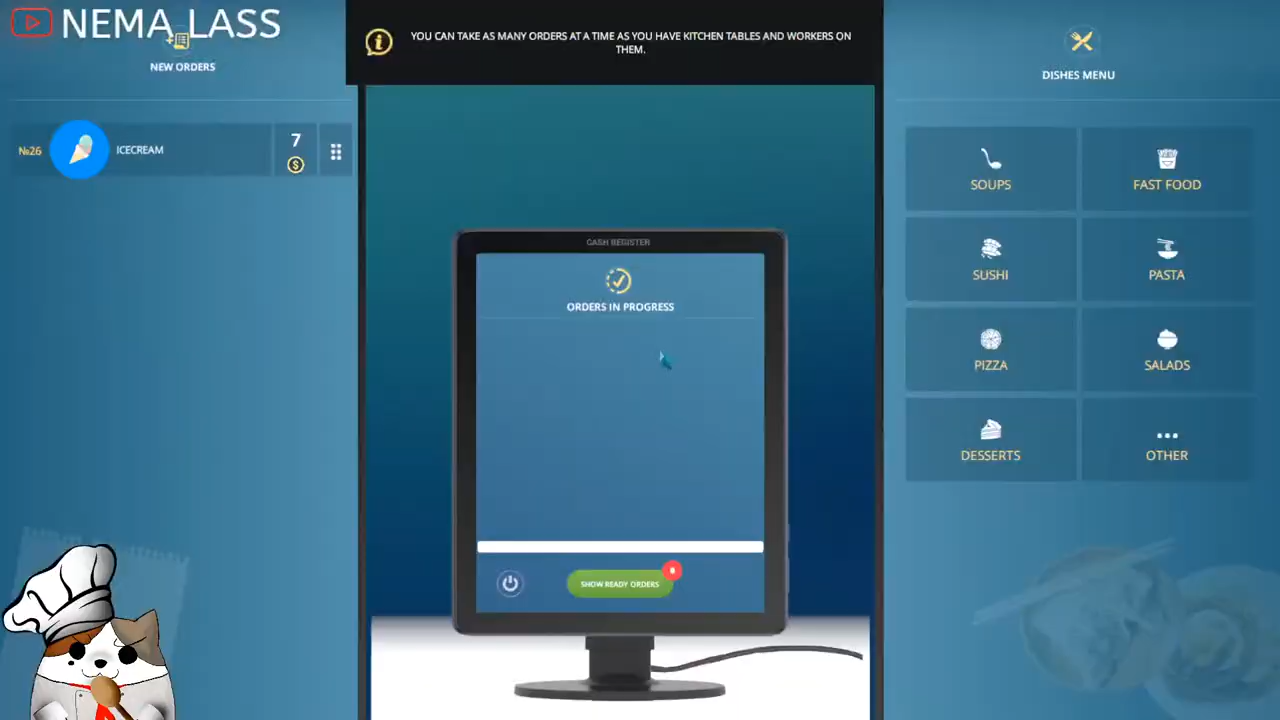 NEMA LASS
NEW ORDERS
№26
ICECREAM
7
$
YOU CAN TAKE AS MANY ORDERS AT A TIME AS YOU HAVE KITCHEN TABLES AND WORKERS ON
THEM.
CASH REGISTER
ORDERS IN PROGRESS
SHOW READY ORDERS
DISHES MENU
SOUPS
FAST FOOD
SUSHI
PASTA
PIZZA
SALADS
DESSERTS
OTHER